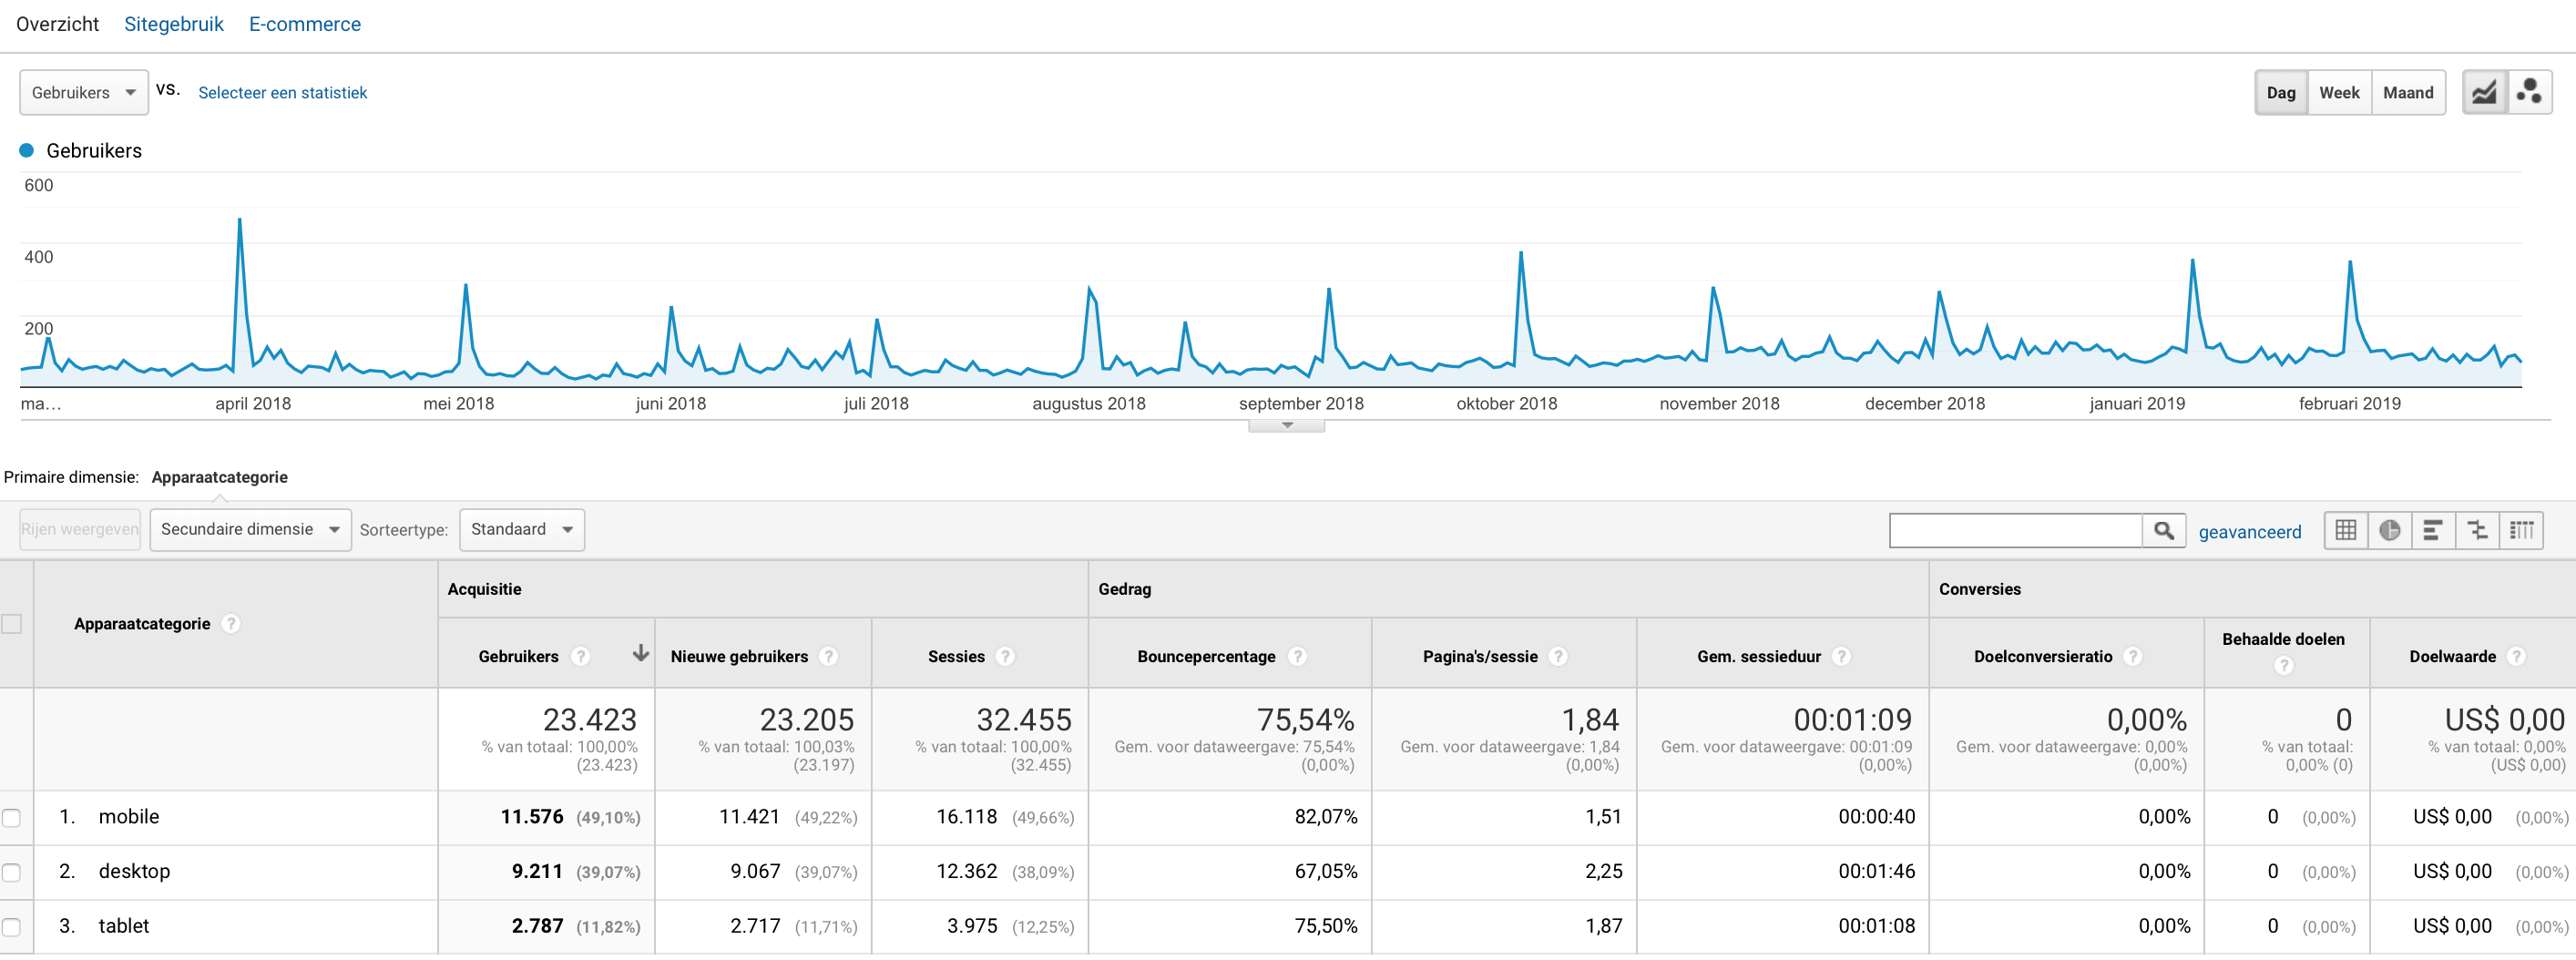 Overzicht Sitegebruik E-commerce
Gebruikers vs. Selecteer een statistiek Dag Week Maand
Gebruikers
600
400
200
ma… april 2018 mei 2018 juni 2018 juli 2018 augustus 2018 september 2018 oktober 2018 november 2018 december 2018 januari 2019 februari 2019
Primaire dimensie: Apparaatcategorie
Rijen weergeven Secundaire dimensie Sorteertype: Standaard geavanceerd
Acquisitie Gedrag Conversies
Apparaatcategorie ?
Gebruikers ? Nieuwe gebruikers ? Sessies ? Bouncepercentage ? Pagina's/sessie ? Gem. sessieduur ? Doelconversieratio ? Behaalde doelen ? Doelwaarde ?
23.423 23.205 32.455 75,54% 1,84 00:01:09 0,00% 0 US$ 0,00
% van totaal: 100,00% % van totaal: 100,03% % van totaal: 100,00% Gem. voor dataweergave: 75,54% Gem. voor dataweergave: 1,84 Gem. voor dataweergave: 00:01:09 Gem. voor dataweergave: 0,00% % van totaal: % van totaal: 0,00%
(23.423) (23.197) (32.455) (0,00%) (0,00%) (0,00%) (0,00%) 0,00% (0) (US$ 0,00)
1. mobile 11.576 (49,10%) 11.421 (49,22%) 16.118 (49,66%) 82,07% 1,51 00:00:40 0,00% 0 (0,00%) US$ 0,00 (0,00%)
2. desktop 9.211 (39,07%) 9.067 (39,07%) 12.362 (38,09%) 67,05% 2,25 00:01:46 0,00% 0 (0,00%) US$ 0,00 (0,00%)
3. tablet 2.787 (11,82%) 2.717 (11,71%) 3.975 (12,25%) 75,50% 1,87 00:01:08 0,00% 0 (0,00%) US$ 0,00 (0,00%)